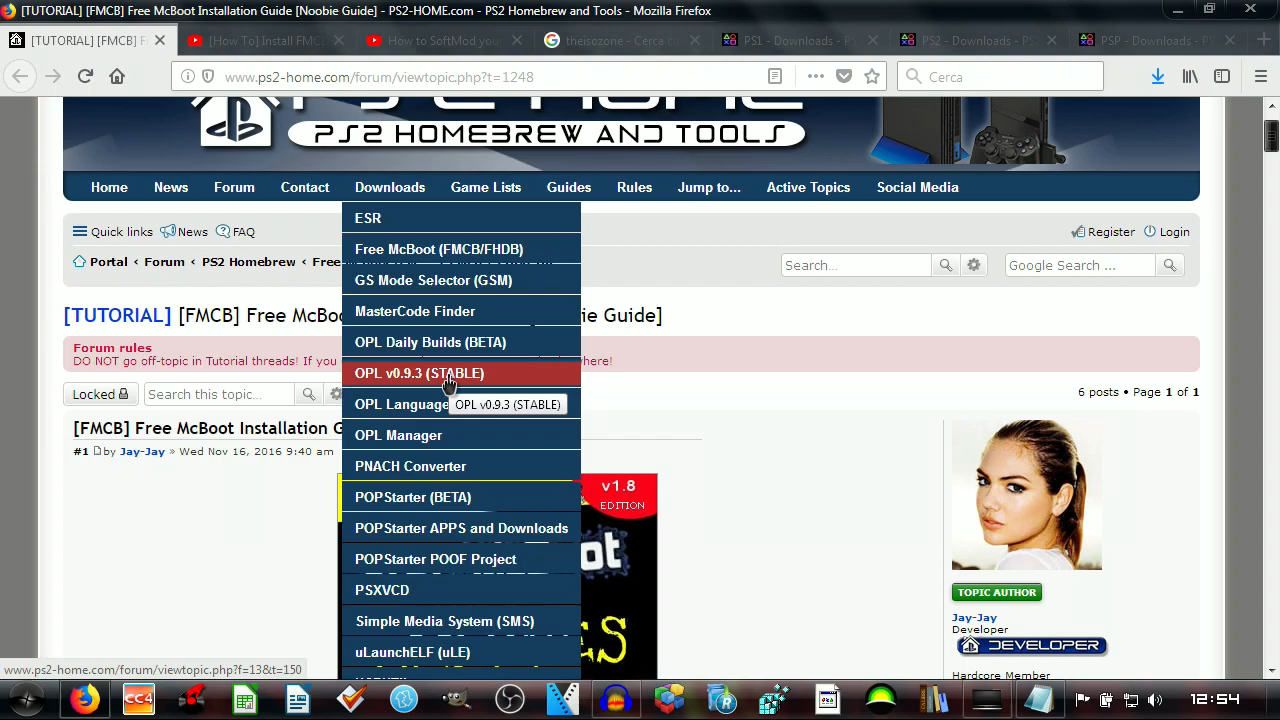 [TUTORIAL] [FMCB] Free McBoot Installation Guide [Noobie Guide] - PS2-HOME.com - PS2 Homebrew and Tools - Mozilla Firefox
[TUTORIAL] [FMCB] F
[How To] Install FMC
How to SoftMod you
theisozone - Cerca c
PS1 - Downloads - P
PS2 - Downloads - P
PSP - Downloads - P
www.ps2-home.com/forum/viewtopic.php?t=1248
Cerca
PS2 HOME
PS2 HOMEBREW AND TOOLS
Home News Forum Contact Downloads Game Lists Guides Rules Jump to... Active Topics Social Media
Quick links News FAQ
Register Login
Portal ‹ Forum ‹ PS2 Homebrew ‹
Search...
Google Search ...
ESR
Free McBoot (FMCB/FHDB)
GS Mode Selector (GSM)
MasterCode Finder
OPL Daily Builds (BETA)
OPL v0.9.3 (STABLE)
OPL Language
OPL v0.9.3 (STABLE)
OPL Manager
PNACH Converter
POPStarter (BETA)
POPStarter APPS and Downloads
POPStarter POOF Project
PSXVCD
Simple Media System (SMS)
uLaunchELF (uLE)
[TUTORIAL] [FMCB] Free McBoo
ie Guide]
Forum rules
DO NOT go off-topic in Tutorial threads! If you
here!
Locked
Search this topic...
6 posts • Page 1 of 1
[FMCB] Free McBoot Installation G
#1 by Jay-Jay » Wed Nov 16, 2016 9:40 am
v1.8
EDITION
TOPIC AUTHOR
Jay-Jay
Developer
DEVELOPER
Hardcore Member
www.ps2-home.com/forum/viewtopic.php?f=13&t=150
CC4
12:54